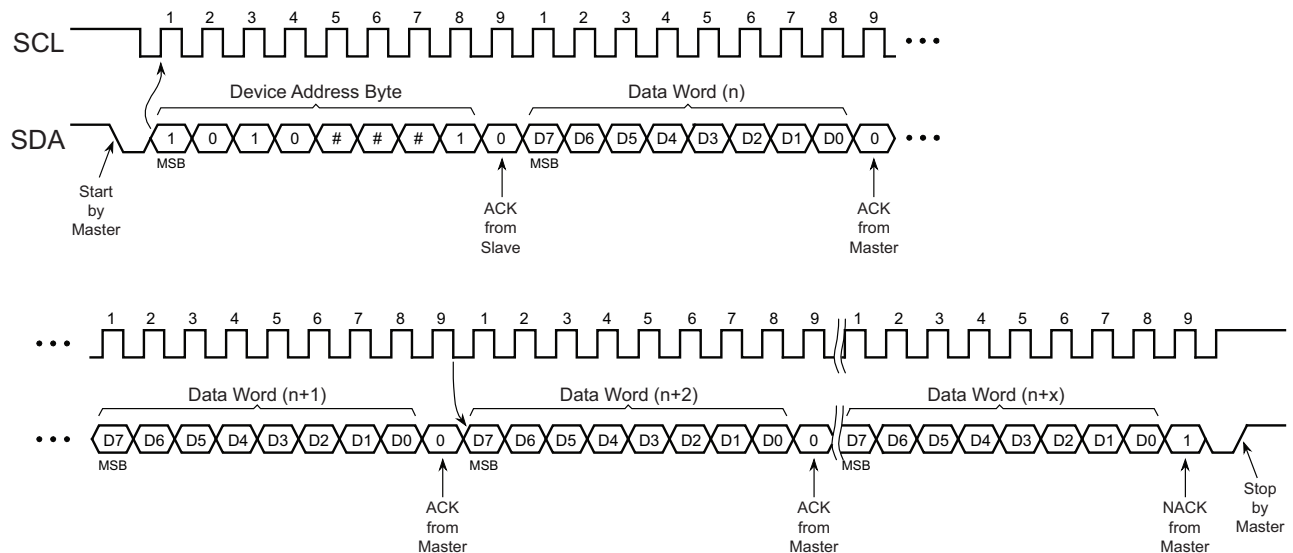 1 2 3 4 5 6 7 8 9 1 2 3 4 5 6 7 8 9
SCL
Device Address Byte Data Word (n)
SDA 1 0 1 0 # # # 1 0 D7 D6 D5 D4 D3 D2 D1 D0 0
MSB MSB
Start
by
Master
ACK
from
Slave
ACK
from
Master
1 2 3 4 5 6 7 8 9 1 2 3 4 5 6 7 8 9 1 2 3 4 5 6 7 8 9
Data Word (n+1) Data Word (n+2) Data Word (n+x)
D7 D6 D5 D4 D3 D2 D1 D0 0 D7 D6 D5 D4 D3 D2 D1 D0 0 D7 D6 D5 D4 D3 D2 D1 D0 1
MSB MSB MSB
ACK
from
Master
ACK
from
Master
NACK
from
Master
Stop
by
Master